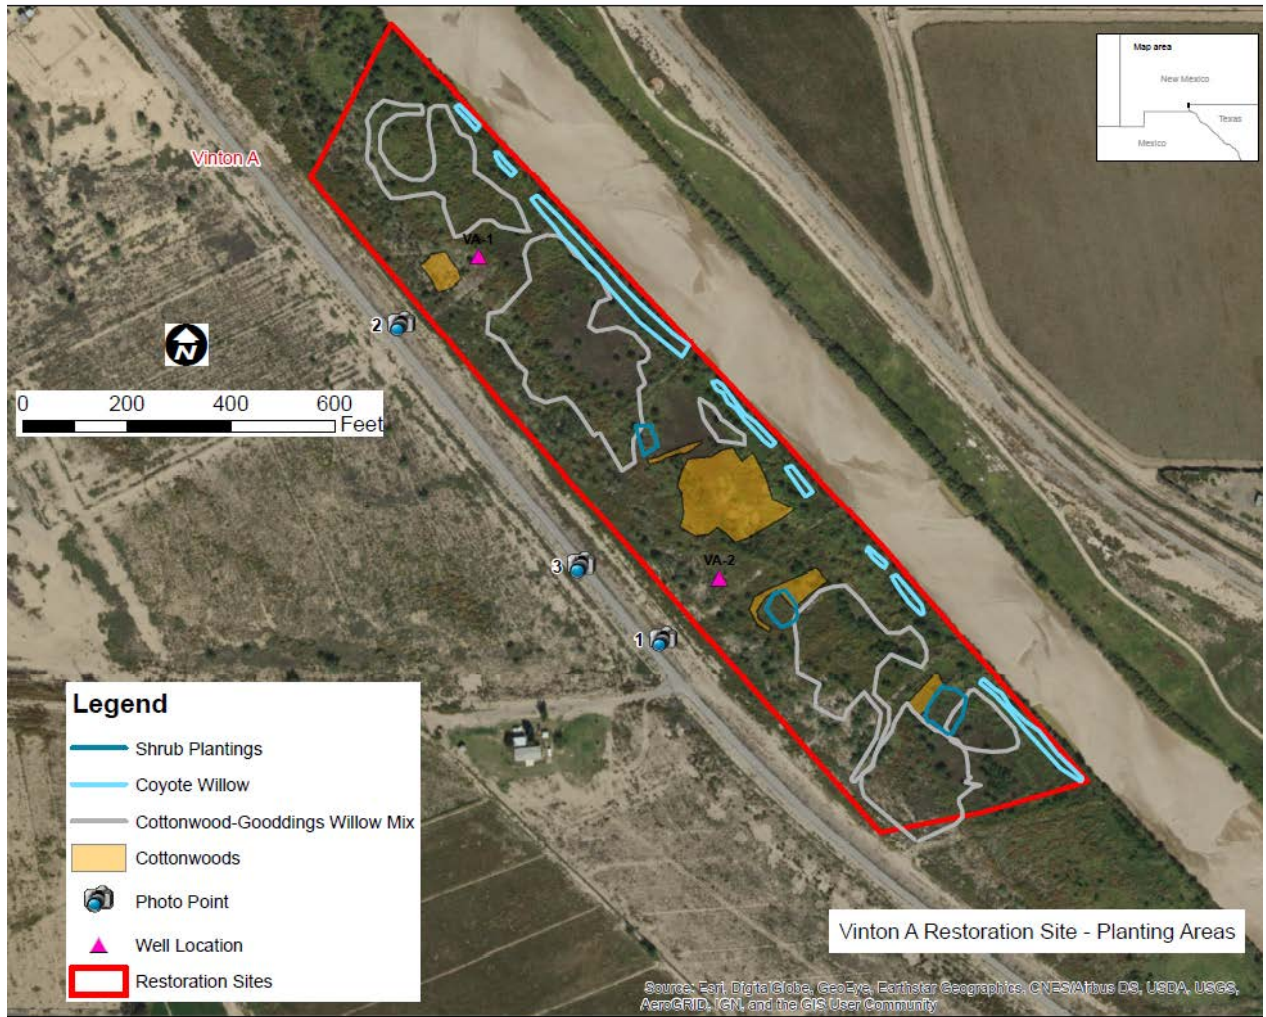 Map area
New Mexico
Texas
Mexico
Vinton A
VA-1
2
N
0 200 400 600
Feet
VA-2
3
1
Legend
Shrub Plantings
Coyote Willow
Cottonwood-Gooddings Willow Mix
Cottonwoods
Photo Point
Well Location
Restoration Sites
Vinton A Restoration Site - Planting Areas
Source: Esri, DigitalGlobe, GeoEye, Earthstar Geographics, CNES/Airbus DS, USDA, USGS,
AeroGRID, IGN, and the GIS User Community